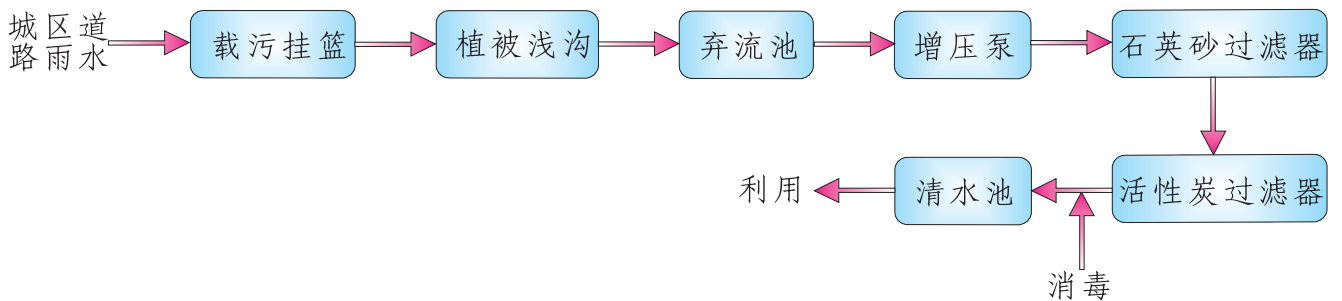 城区道
路雨水
载污挂篮
植被浅沟
弃流池
增压泵
石英砂过滤器
活性炭过滤器
清水池
利用
消毒